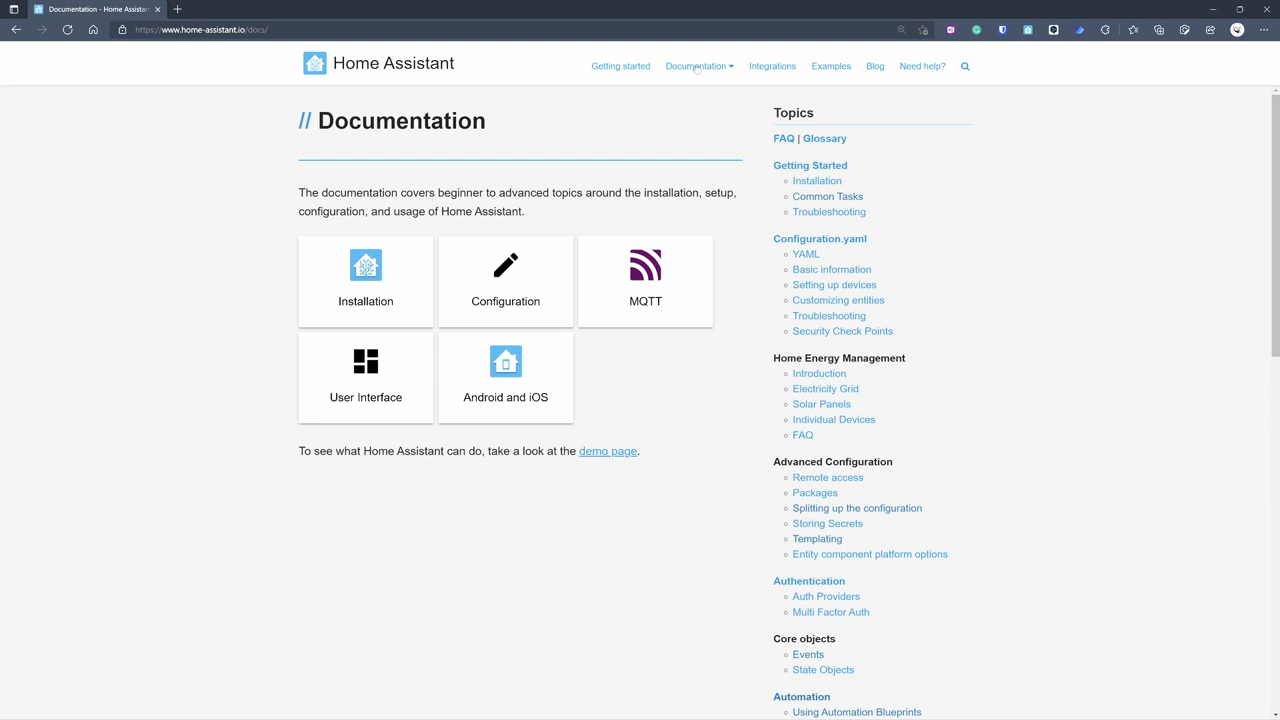 Documentation - Home Assistan
https://www.home-assistant.io/docs/
Home Assistant
Getting started Documentation Integrations Examples Blog Need help?
// Documentation
The documentation covers beginner to advanced topics around the installation, setup,
configuration, and usage of Home Assistant.
Installation
Configuration
MQTT
User Interface
Android and iOS
To see what Home Assistant can do, take a look at the demo page.
Topics
FAQ | Glossary
Getting Started
Installation
Common Tasks
Troubleshooting
Configuration.yaml
YAML
Basic information
Setting up devices
Customizing entities
Troubleshooting
Security Check Points
Home Energy Management
Introduction
Electricity Grid
Solar Panels
Individual Devices
FAQ
Advanced Configuration
Remote access
Packages
Splitting up the configuration
Storing Secrets
Templating
Entity component platform options
Authentication
Auth Providers
Multi Factor Auth
Core objects
Events
State Objects
Automation
Using Automation Blueprints